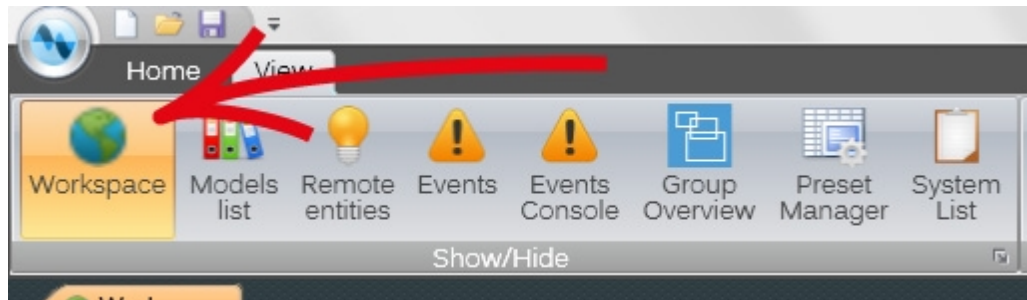 Home View
Workspace Models list Remote entities Events Events Console Group Overview Preset Manager System List
Show/Hide